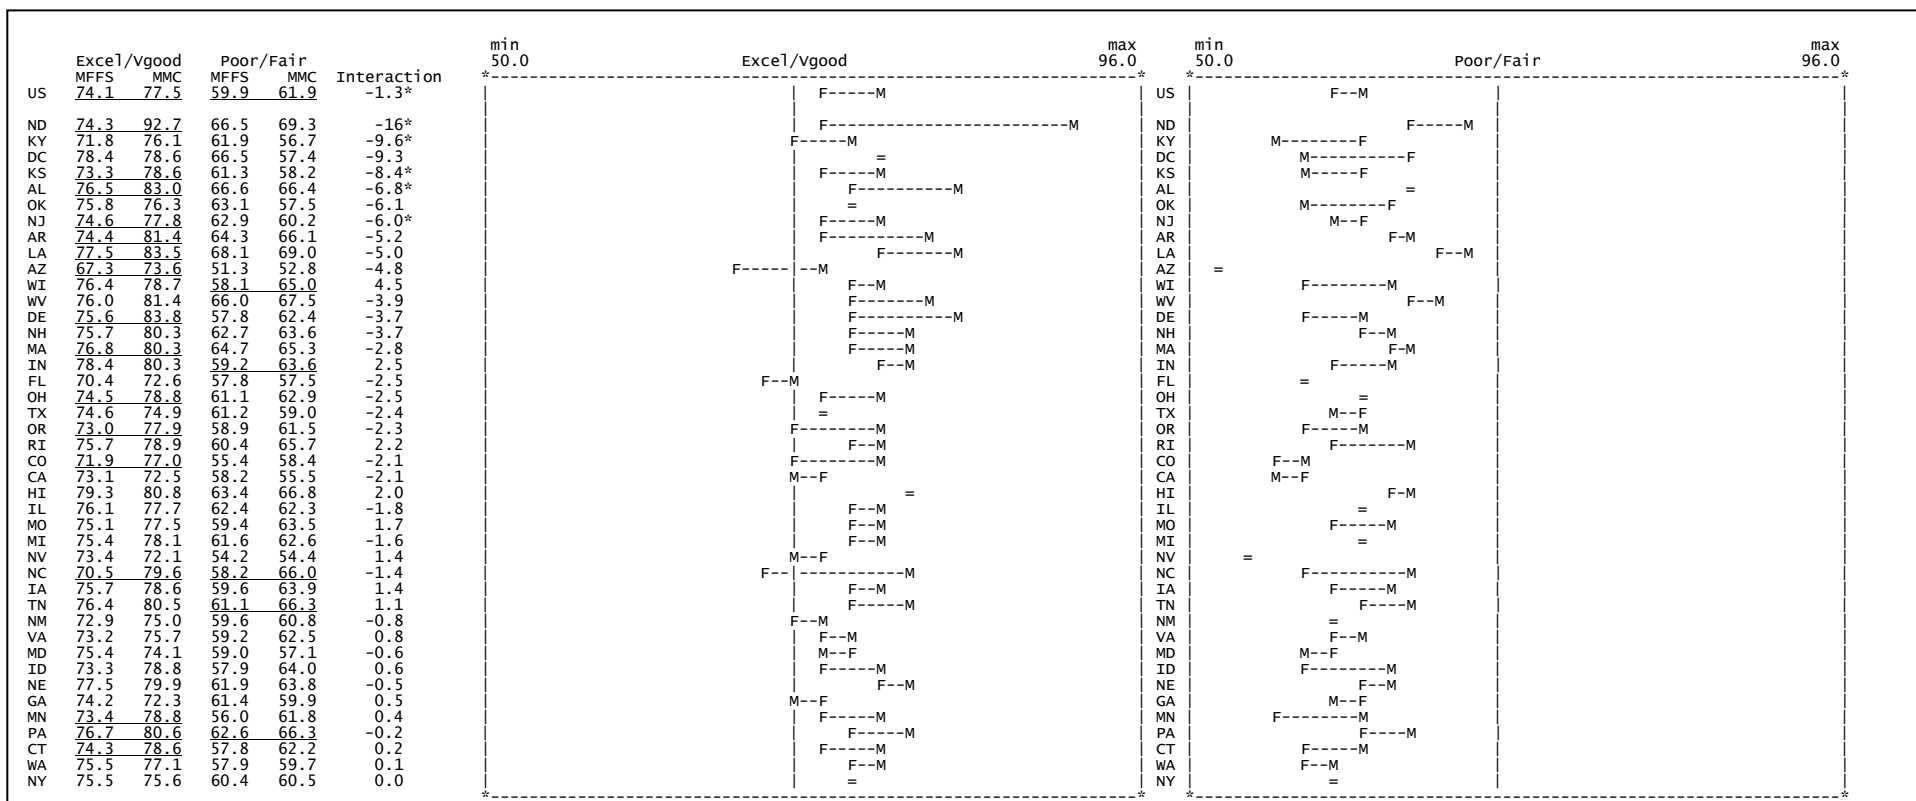 min max min max
Excel/Vgood Poor/Fair 50.0 Excel/Vgood 96.0 50.0 Poor/Fair 96.0
MFFS MMC MFFS MMC Interaction *----------------------------------------------------------------------------------------* *----------------------------------------------------------------------------------------*
US 74.1 77.5 59.9 61.9 -1.3* | | F-----M | US | F--M | |
ND 74.3 92.7 66.5 69.3 -16* | | F-------------------------M | ND | F-----M | |
KY 71.8 76.1 61.9 56.7 -9.6* | F-----M | KY | M--------F | |
DC 78.4 78.6 66.5 57.4 -9.3 | | = | DC | M----------F | |
KS 73.3 78.6 61.3 58.2 -8.4* | | F-----M | KS | M-----F | |
AL 76.5 83.0 66.6 66.4 -6.8* | | F----------M | AL | = | |
OK 75.8 76.3 63.1 57.5 -6.1 | | = | OK | M--------F | |
NJ 74.6 77.8 62.9 60.2 -6.0* | | F-----M | NJ | M--F | |
AR 74.4 81.4 64.3 66.1 -5.2 | | F----------M | AR | F-M | |
LA 77.5 83.5 68.1 69.0 -5.0 | | F-------M | LA | F--M | |
AZ 67.3 73.6 51.3 52.8 -4.8 | F-----|--M | AZ | = | |
WI 76.4 78.7 58.1 65.0 4.5 | | F--M | WI | F--------M | |
WV 76.0 81.4 66.0 67.5 -3.9 | | F-------M | WV | F--M | |
DE 75.6 83.8 57.8 62.4 -3.7 | | F----------M | DE | F-----M | |
NH 75.7 80.3 62.7 63.6 -3.7 | | F-----M | NH | F--M | |
MA 76.8 80.3 64.7 65.3 -2.8 | | F-----M | MA | F-M | |
IN 78.4 80.3 59.2 63.6 2.5 | | F--M | IN | F-----M | |
FL 70.4 72.6 57.8 57.5 -2.5 | F--M | FL | = | |
OH 74.5 78.8 61.1 62.9 -2.5 | | F-----M | OH | = | |
TX 74.6 74.9 61.2 59.0 -2.4 | | = | TX | M--F | |
OR 73.0 77.9 58.9 61.5 -2.3 | F--------M | OR | F-----M | |
RI 75.7 78.9 60.4 65.7 2.2 | | F--M | RI | F-------M | |
CO 71.9 77.0 55.4 58.4 -2.1 | F--------M | CO | F--M | |
CA 73.1 72.5 58.2 55.5 -2.1 | M--F | CA | M--F | |
HI 79.3 80.8 63.4 66.8 2.0 | | = | HI | F-M | |
IL 76.1 77.7 62.4 62.3 -1.8 | | F--M | IL | = | |
MO 75.1 77.5 59.4 63.5 1.7 | | F--M | MO | F-----M | |
MI 75.4 78.1 61.6 62.6 -1.6 | | F--M | MI | = | |
NV 73.4 72.1 54.2 54.4 1.4 | M--F | NV | = | |
NC 70.5 79.6 58.2 66.0 -1.4 | F--|-----------M | NC | F----------M | |
IA 75.7 78.6 59.6 63.9 1.4 | | F--M | IA | F-----M | |
TN 76.4 80.5 61.1 66.3 1.1 | | F-----M | TN | F----M | |
NM 72.9 75.0 59.6 60.8 -0.8 | F--M | NM | = | |
VA 73.2 75.7 59.2 62.5 0.8 | | F--M | VA | F--M | |
MD 75.4 74.1 59.0 57.1 -0.6 | | M--F | MD | M--F | |
ID 73.3 78.8 57.9 64.0 0.6 | | F-----M | ID | F--------M | |
NE 77.5 79.9 61.9 63.8 -0.5 | | F--M | NE | F--M | |
GA 74.2 72.3 61.4 59.9 0.5 | M--F | GA | M--F | |
MN 73.4 78.8 56.0 61.8 0.4 | | F-----M | MN | F--------M | |
PA 76.7 80.6 62.6 66.3 -0.2 | | F-----M | PA | F----M | |
CT 74.3 78.6 57.8 62.2 0.2 | | F-----M | CT | F-----M | |
WA 75.5 77.1 57.9 59.7 0.1 | | F--M | WA | F--M | |
NY 75.5 75.6 60.4 60.5 0.0 | | = | NY | = | |
*----------------------------------------------------------------------------------------* *----------------------------------------------------------------------------------------*